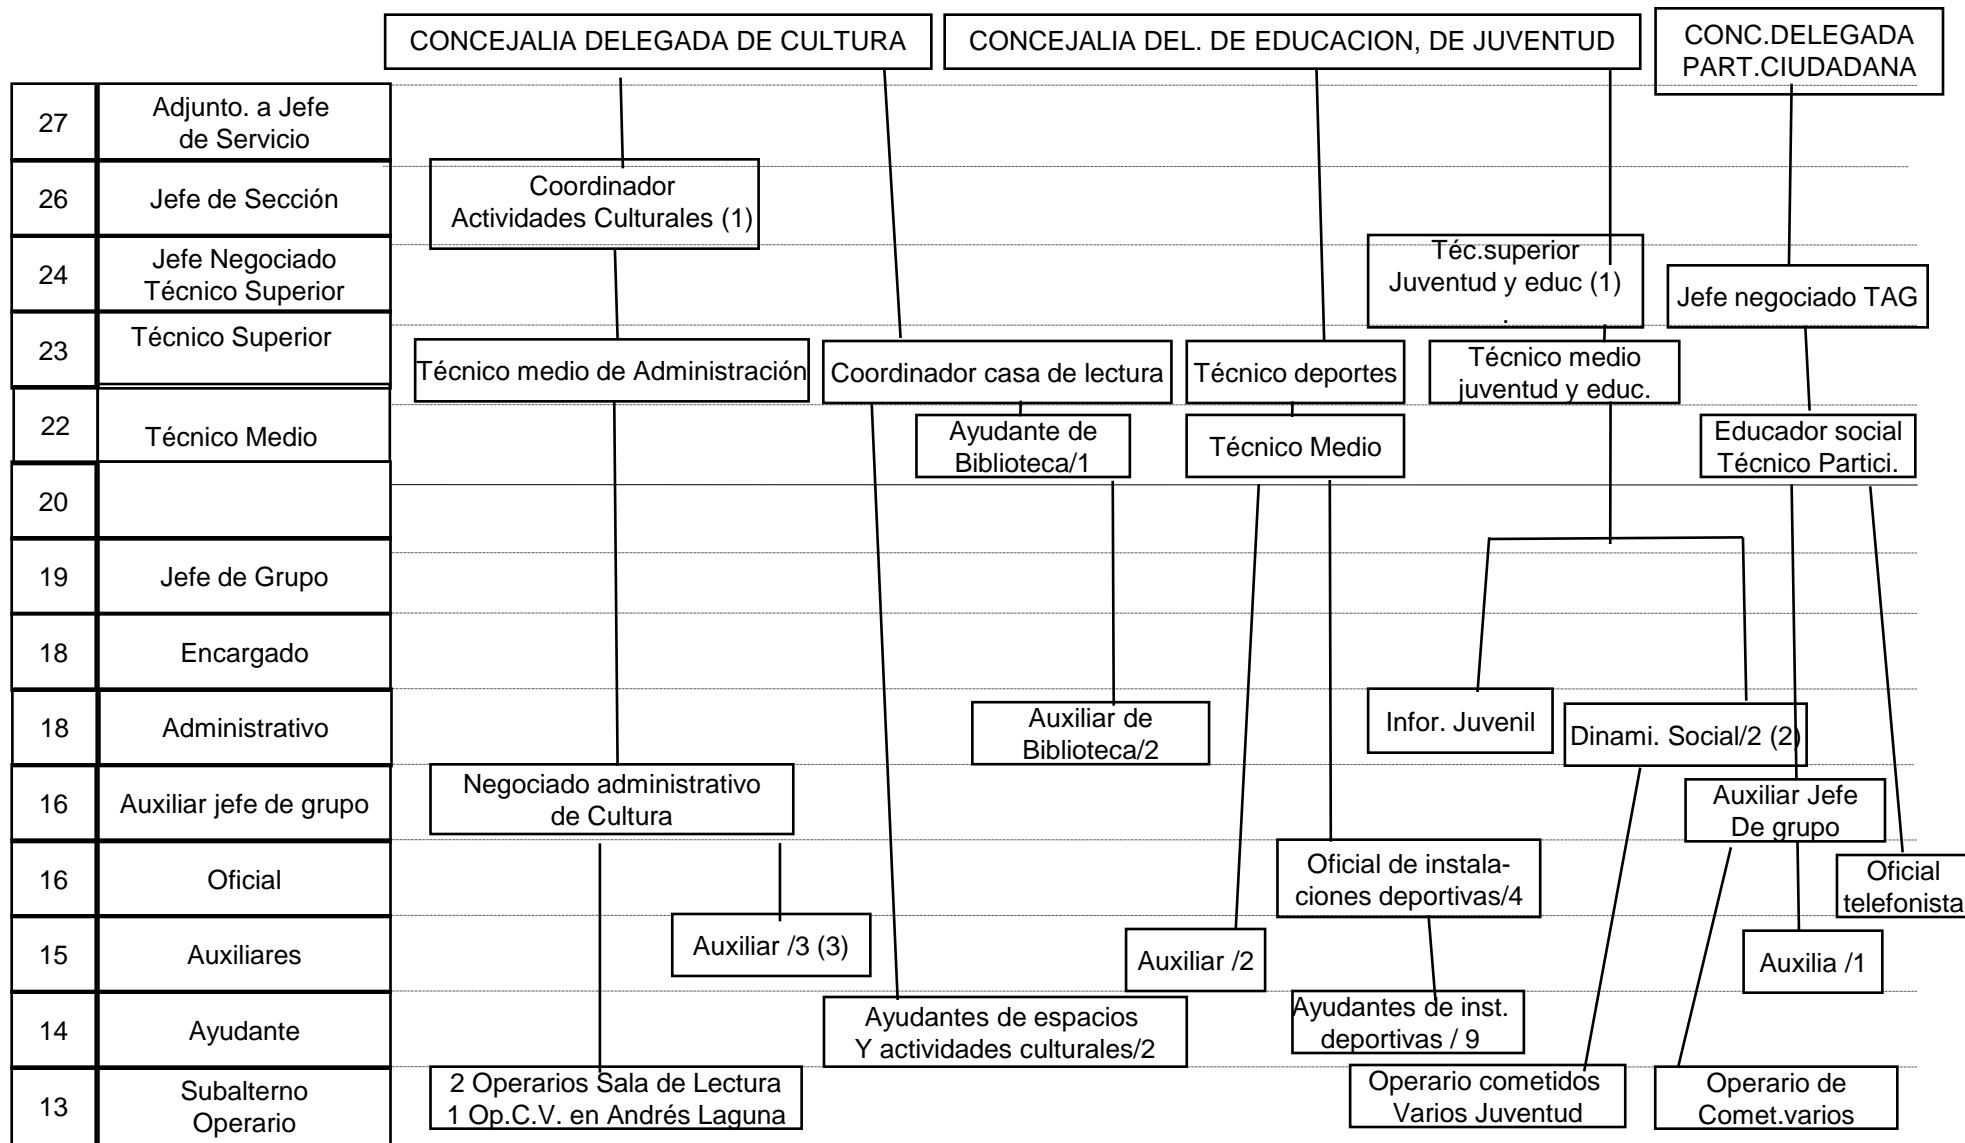 CONCEJALIA DELEGADA DE CULTURA
CONCEJALIA DEL. DE EDUCACION, DE JUVENTUD
CONC.DELEGADA
PART.CIUDADANA
27
Adjunto. a Jefe
de Servicio
26
Jefe de Sección
Coordinador
Actividades Culturales (1)
24
Jefe Negociado
Técnico Superior
Téc.superior
Juventud y educ (1)
.
Jefe negociado TAG
23
Técnico Superior
Técnico medio de Administración
Coordinador casa de lectura
Técnico deportes
Técnico medio
juventud y educ.
22
Técnico Medio
Ayudante de
Biblioteca/1
Técnico Medio
Educador social
Técnico Partici.
20
19
Jefe de Grupo
18
Encargado
18
Administrativo
Auxiliar de
Biblioteca/2
Infor. Juvenil
Dinami. Social/2 (2)
16
Auxiliar jefe de grupo
Negociado administrativo
de Cultura
Auxiliar Jefe
De grupo
16
Oficial
Oficial de instala-
ciones deportivas/4
Oficial
telefonista
15
Auxiliares
Auxiliar /3 (3)
Auxiliar /2
Auxilia /1
14
Ayudante
Ayudantes de espacios
Y actividades culturales/2
Ayudantes de inst.
deportivas / 9
13
Subalterno
Operario
2 Operarios Sala de Lectura
1 Op.C.V. en Andrés Laguna
Operario cometidos
Varios Juventud
Operario de
Comet.varios